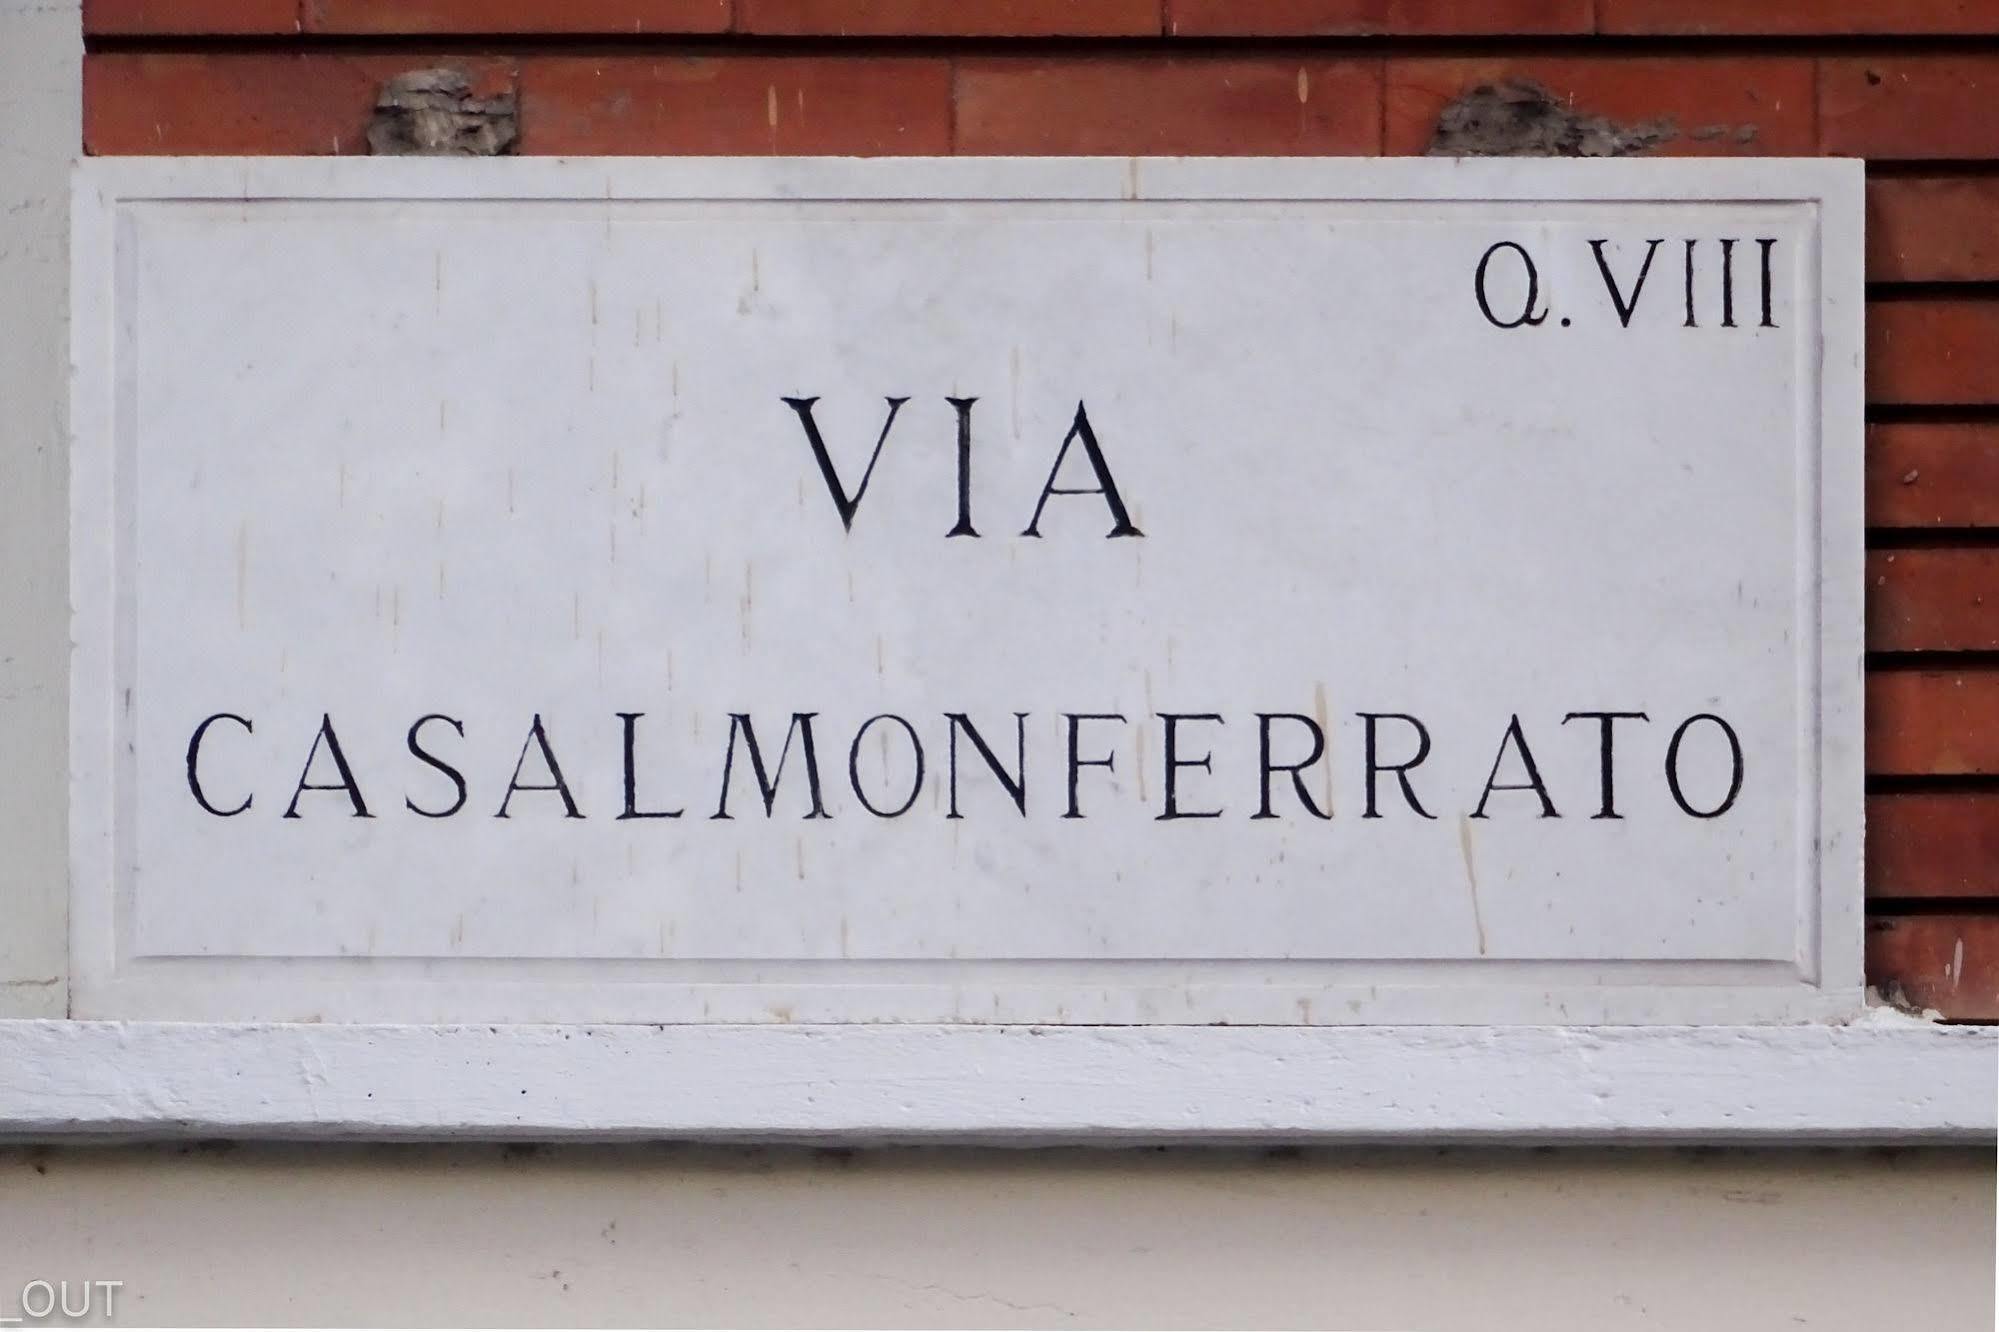 Q. VIII
VIA
CASALMONFERRATO
_OUT